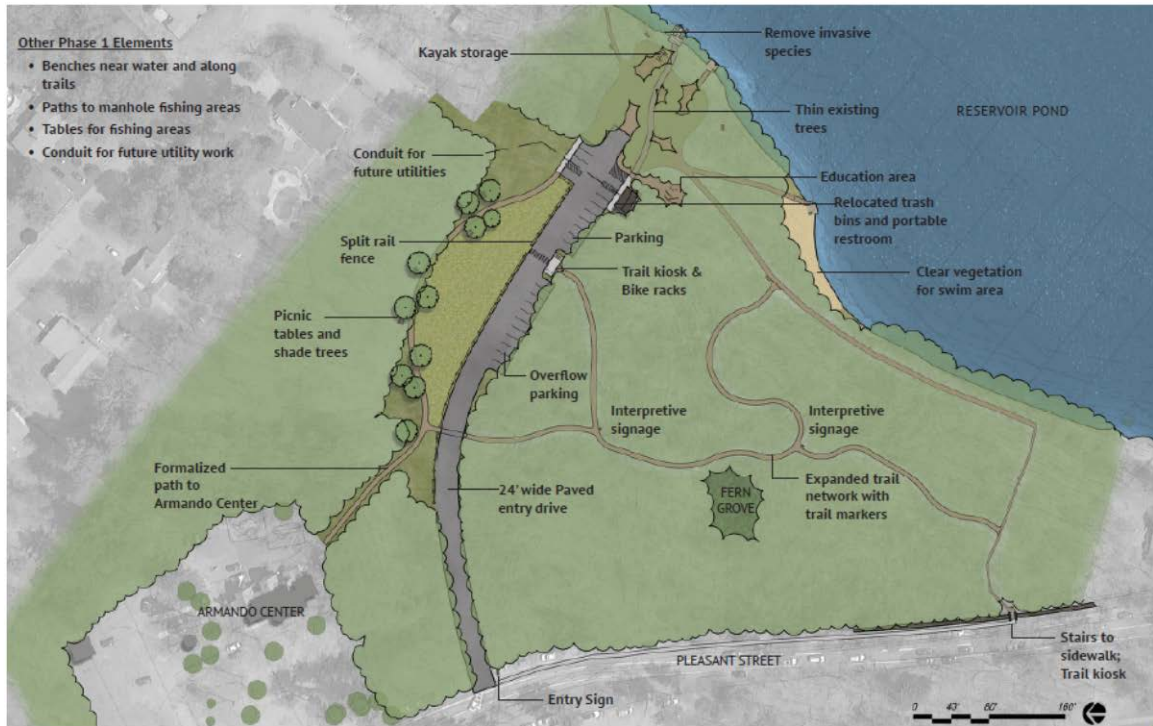 Other Phase 1 Elements
• Benches near water and along
trails
• Paths to manhole fishing areas
• Tables for fishing areas
• Conduit for future utility work
Kayak storage
Remove invasive
species
RESERVOIR POND
Thin existing
trees
Conduit for
future utilities
Education area
Relocated trash
bins and portable
restroom
Split rail
fence
Parking
Trail kiosk &
Bike racks
Clear vegetation
for swim area
Picnic
tables and
shade trees
Overflow
parking
Interpretive
signage
Interpretive
signage
Formalized
path to
Armando Center
24' wide Paved
entry drive
FERN
GROVE
Expanded trail
network with
trail markers
ARMANDO CENTER
PLEASANT STREET
Stairs to
sidewalk;
Trail kiosk
Entry Sign
0 40' 80' 160'